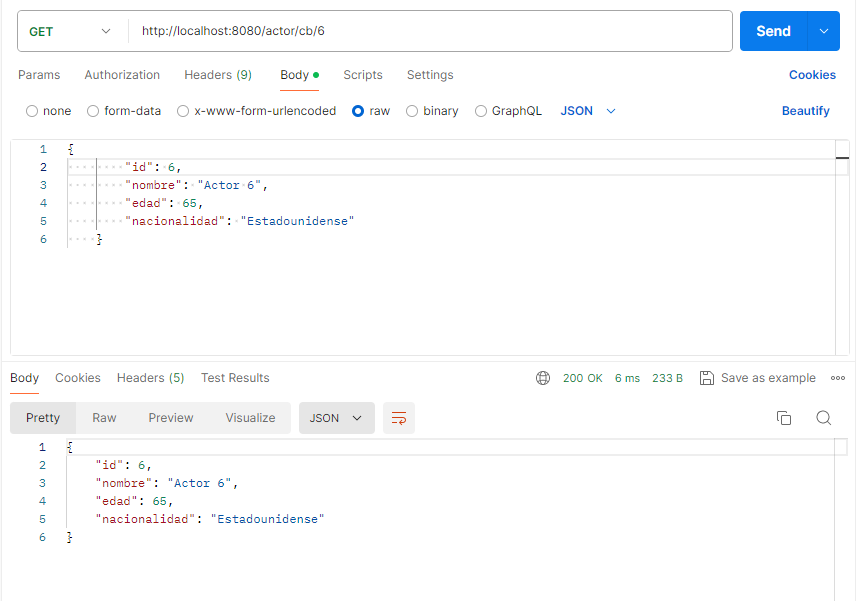 GET http://localhost:8080/actor/cb/6 Send
Params Authorization Headers (9) Body Scripts Settings Cookies
none form-data x-www-form-urlencoded raw binary GraphQL JSON Beautify
1 {
2 "id": 6,
3 "nombre": "Actor 6",
4 "edad": 65,
5 "nacionalidad": "Estadounidense"
6 }
Body Cookies Headers (5) Test Results 200 OK 6 ms 233 B Save as example
Pretty Raw Preview Visualize JSON
1 {
2 "id": 6,
3 "nombre": "Actor 6",
4 "edad": 65,
5 "nacionalidad": "Estadounidense"
6 }